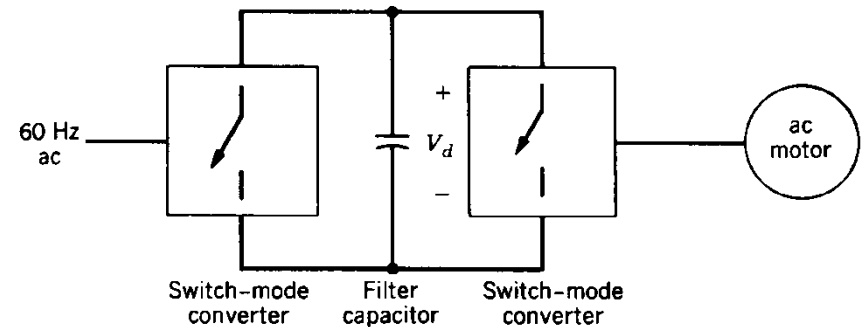 60 Hz
ac
+
V_d
−
ac
motor
Switch-mode
converter
Filter
capacitor
Switch-mode
converter